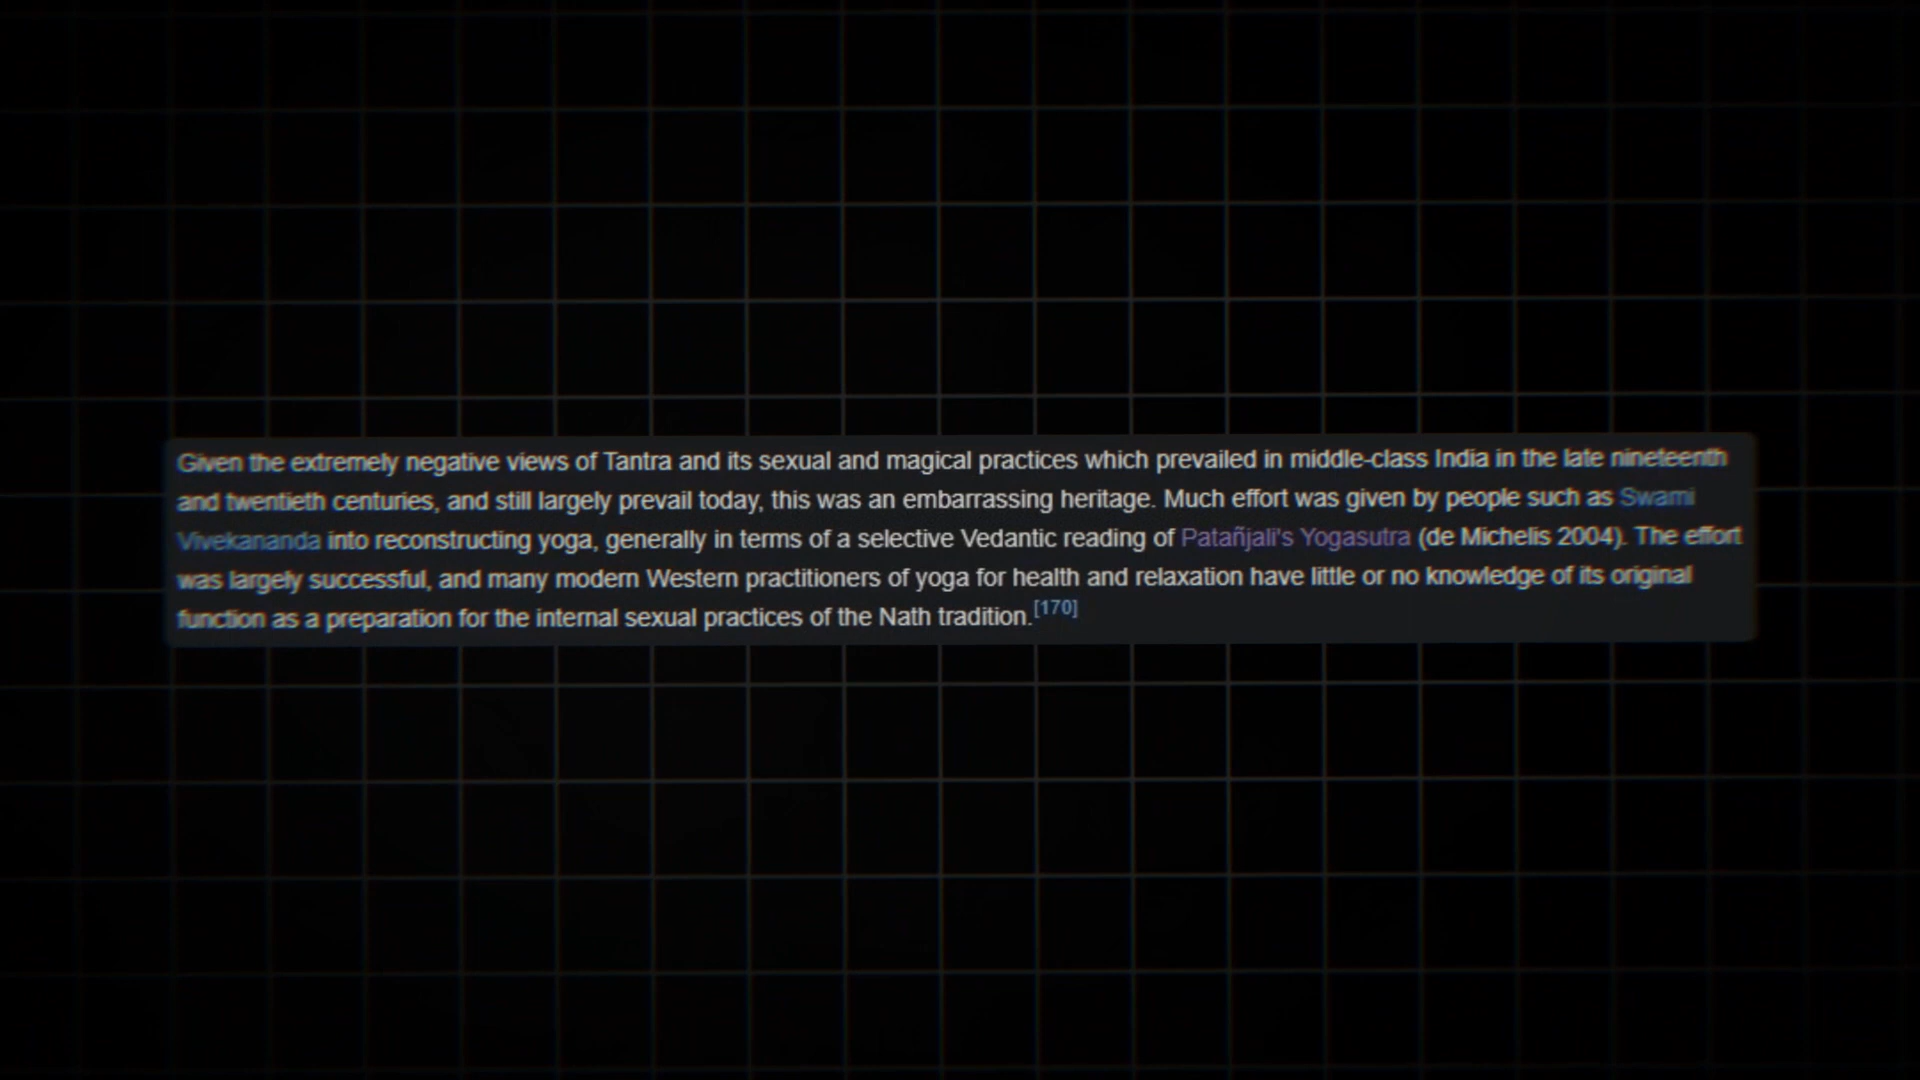 Given the extremely negative views of Tantra and its sexual and magical practices which prevailed in middle-class India in the late nineteenth
and twentieth centuries, and still largely prevail today, this was an embarrassing heritage. Much effort was given by people such as Swami
Vivekananda into reconstructing yoga, generally in terms of a selective Vedantic reading of Patañjali's Yogasutra (de Michelis 2004). The effort
was largely successful, and many modern Western practitioners of yoga for health and relaxation have little or no knowledge of its original
function as a preparation for the internal sexual practices of the Nath tradition.[170]